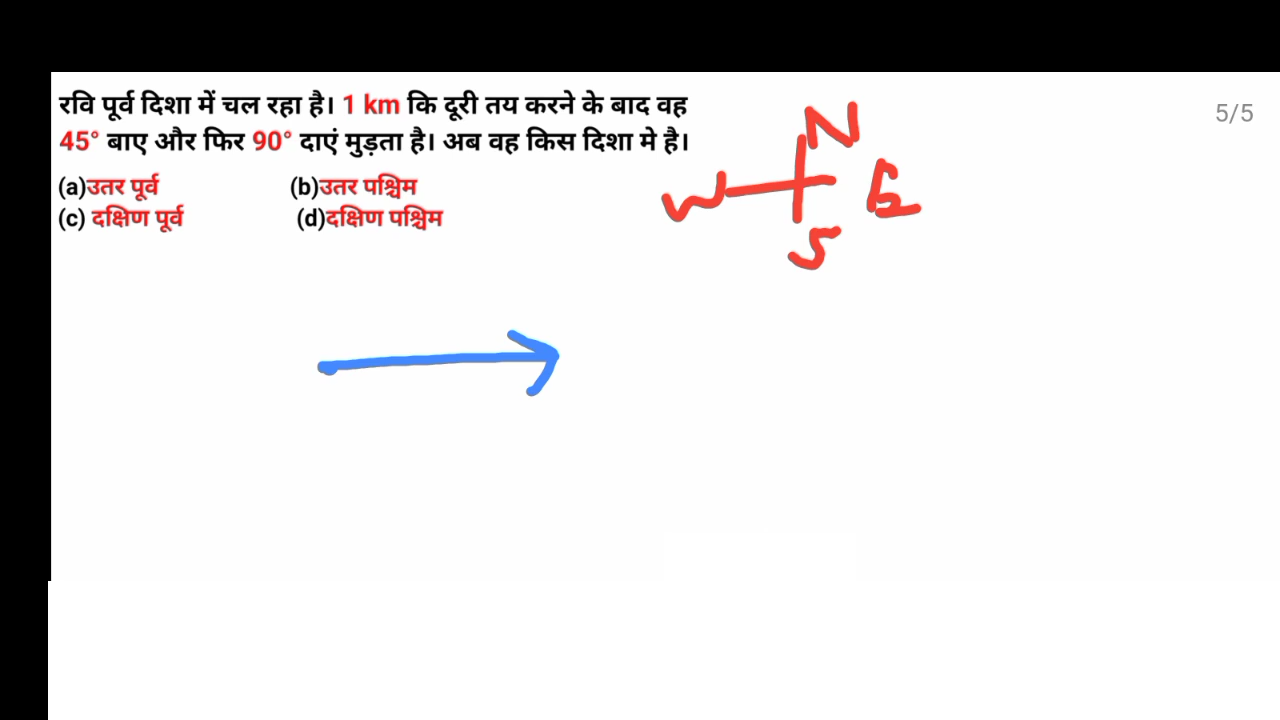 रवि पूर्व दिशा में चल रहा है। 1 km कि दूरी तय करने के बाद वह
45° बाए और फिर 90° दाएं मुड़ता है। अब वह किस दिशा मे है।
(a)उतर पूर्व (b)उतर पश्चिम
(c) दक्षिण पूर्व (d)दक्षिण पश्चिम
5/5
N
W E
S